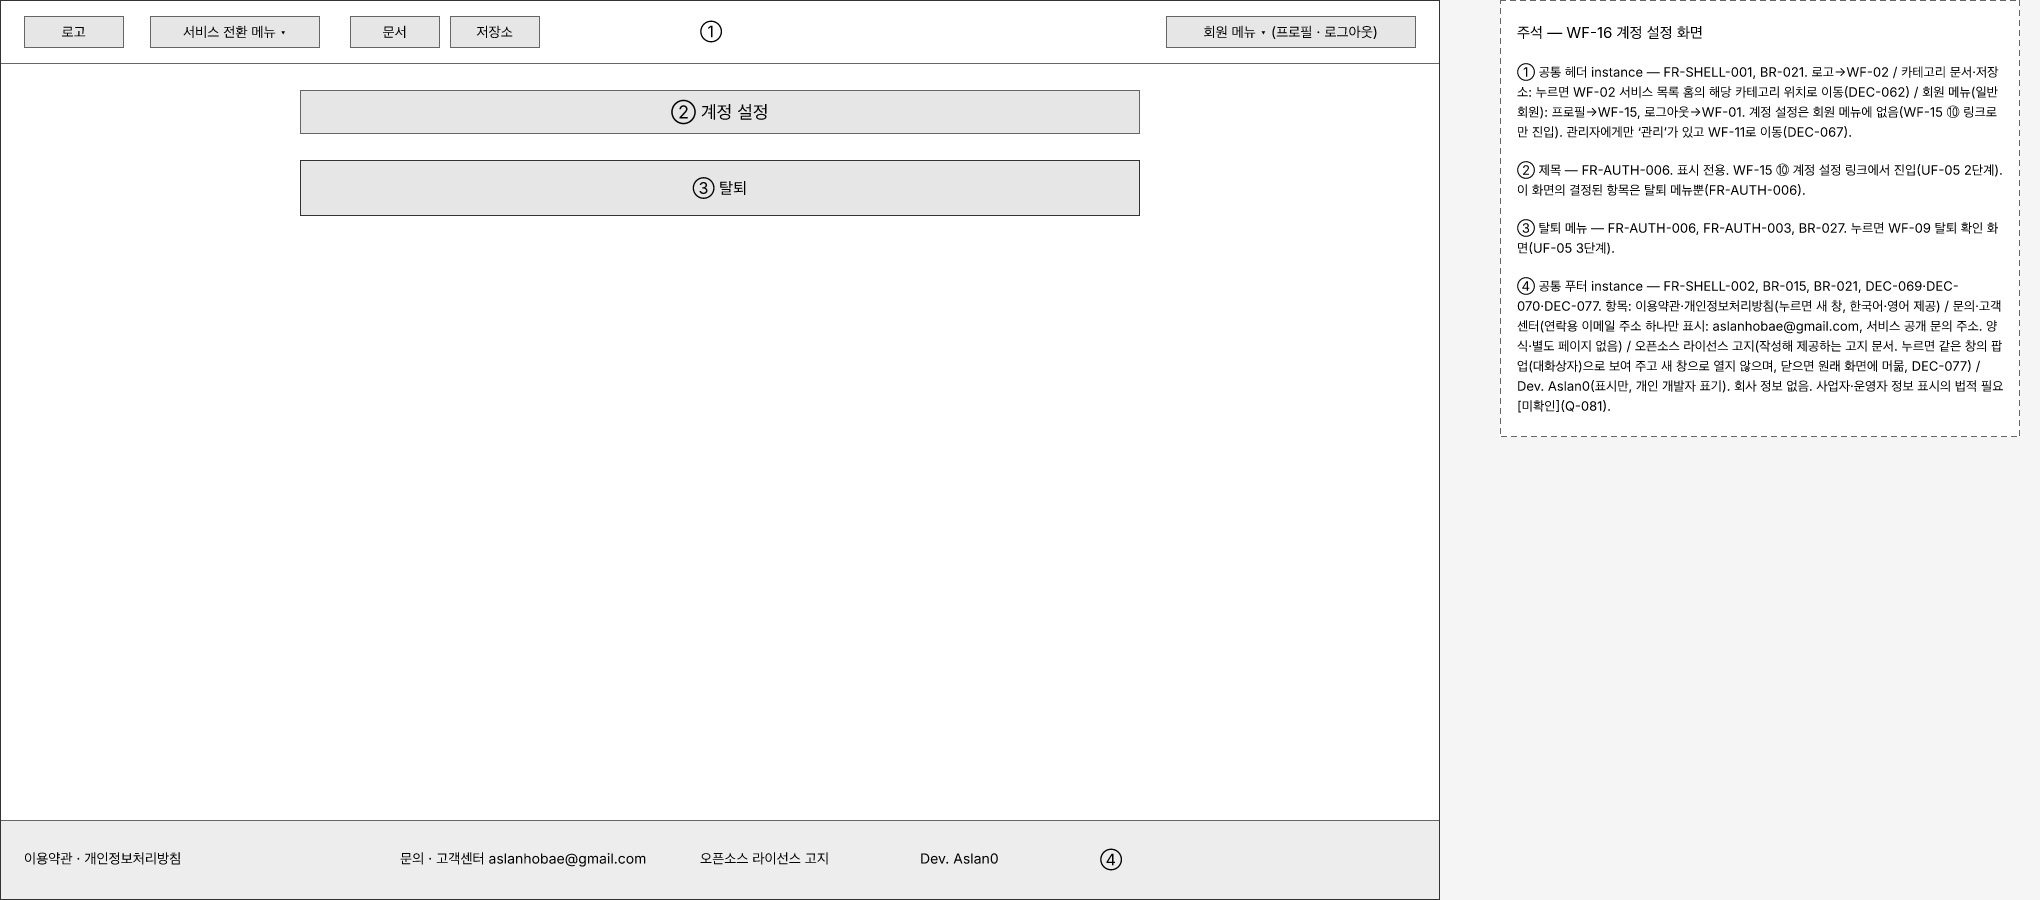 로고
서비스 전환 메뉴 ▾
문서
저장소
①
회원 메뉴 ▾ (프로필 · 로그아웃)
② 계정 설정
③ 탈퇴
이용약관 · 개인정보처리방침
문의 · 고객센터 aslanhobae@gmail.com
오픈소스 라이선스 고지
Dev. Aslan0
④
주석 — WF-16 계정 설정 화면
① 공통 헤더 instance — FR-SHELL-001, BR-021. 로고→WF-02 / 카테고리 문서·저장
소: 누르면 WF-02 서비스 목록 홈의 해당 카테고리 위치로 이동(DEC-062) / 회원 메뉴(일반
회원): 프로필→WF-15, 로그아웃→WF-01. 계정 설정은 회원 메뉴에 없음(WF-15 ⑩ 링크로
만 진입). 관리자에게만 ‘관리’가 있고 WF-11로 이동(DEC-067).
② 제목 — FR-AUTH-006. 표시 전용. WF-15 ⑩ 계정 설정 링크에서 진입(UF-05 2단계).
이 화면의 결정된 항목은 탈퇴 메뉴뿐(FR-AUTH-006).
③ 탈퇴 메뉴 — FR-AUTH-006, FR-AUTH-003, BR-027. 누르면 WF-09 탈퇴 확인 화
면(UF-05 3단계).
④ 공통 푸터 instance — FR-SHELL-002, BR-015, BR-021, DEC-069·DEC-
070·DEC-077. 항목: 이용약관·개인정보처리방침(누르면 새 창, 한국어·영어 제공) / 문의·고객
센터(연락용 이메일 주소 하나만 표시: aslanhobae@gmail.com, 서비스 공개 문의 주소. 양
식·별도 페이지 없음) / 오픈소스 라이선스 고지(작성해 제공하는 고지 문서. 누르면 같은 창의 팝
업(대화상자)으로 보여 주고 새 창으로 열지 않으며, 닫으면 원래 화면에 머묾, DEC-077) /
Dev. Aslan0(표시만, 개인 개발자 표기). 회사 정보 없음. 사업자·운영자 정보 표시의 법적 필요
[미확인](Q-081).